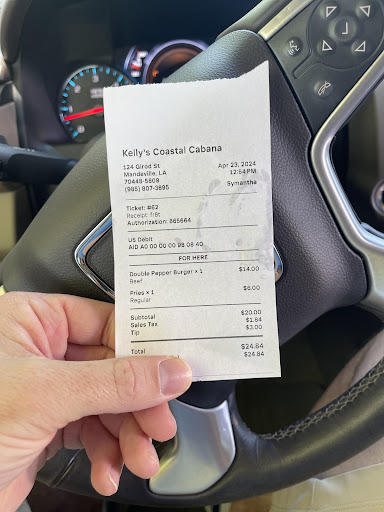 Kelly's Coastal Cabana
124 Girod St Apr 23, 2024
Mandeville, LA 12:54 PM
70448-5808
(985) 807-3895 Symantha
Ticket: #62
Receipt: fr8t
Authorization: 865664
US Debit
AID A0 00 00 00 98 08 40
FOR HERE
Double Pepper Burger x 1 $14.00
Beef
Fries x 1 $6.00
Regular
Subtotal $20.00
Sales Tax $1.84
Tip $3.00
Total $24.84
$24.84